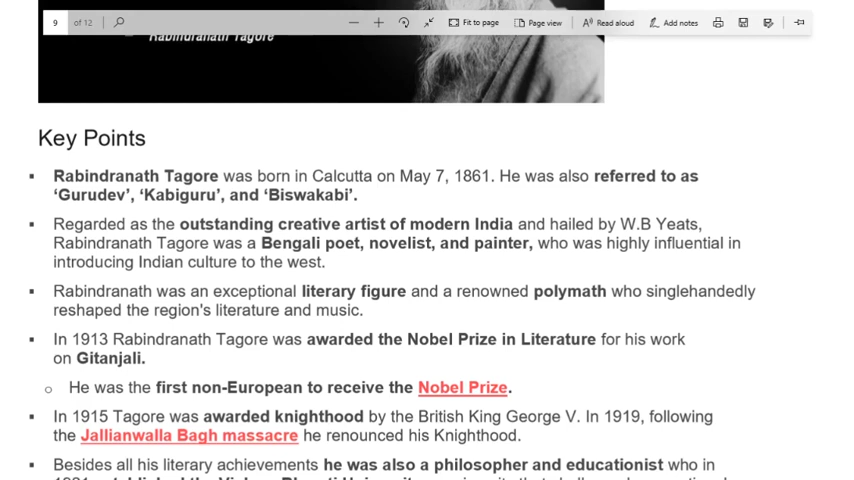 9 of 12 Fit to page Page view Read aloud Add notes
Rabindranath Tagore
Key Points
▪ Rabindranath Tagore was born in Calcutta on May 7, 1861. He was also referred to as
‘Gurudev’, ‘Kabiguru’, and ‘Biswakabi’.
▪ Regarded as the outstanding creative artist of modern India and hailed by W.B Yeats,
Rabindranath Tagore was a Bengali poet, novelist, and painter, who was highly influential in
introducing Indian culture to the west.
▪ Rabindranath was an exceptional literary figure and a renowned polymath who singlehandedly
reshaped the region's literature and music.
▪ In 1913 Rabindranath Tagore was awarded the Nobel Prize in Literature for his work
on Gitanjali.
o He was the first non-European to receive the Nobel Prize.
▪ In 1915 Tagore was awarded knighthood by the British King George V. In 1919, following
the Jallianwalla Bagh massacre he renounced his Knighthood.
▪ Besides all his literary achievements he was also a philosopher and educationist who in